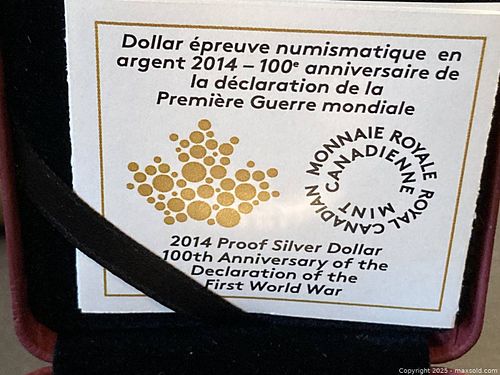 Dollar épreuve numismatique en
argent 2014 – 100e anniversaire de
la déclaration de la
Première Guerre mondiale
MONNAIE ROYALE CANADIENNE
ROYAL CANADIAN MINT
2014 Proof Silver Dollar
100th Anniversary of the
Declaration of the
First World War
Copyright 2025 - maxsold.com